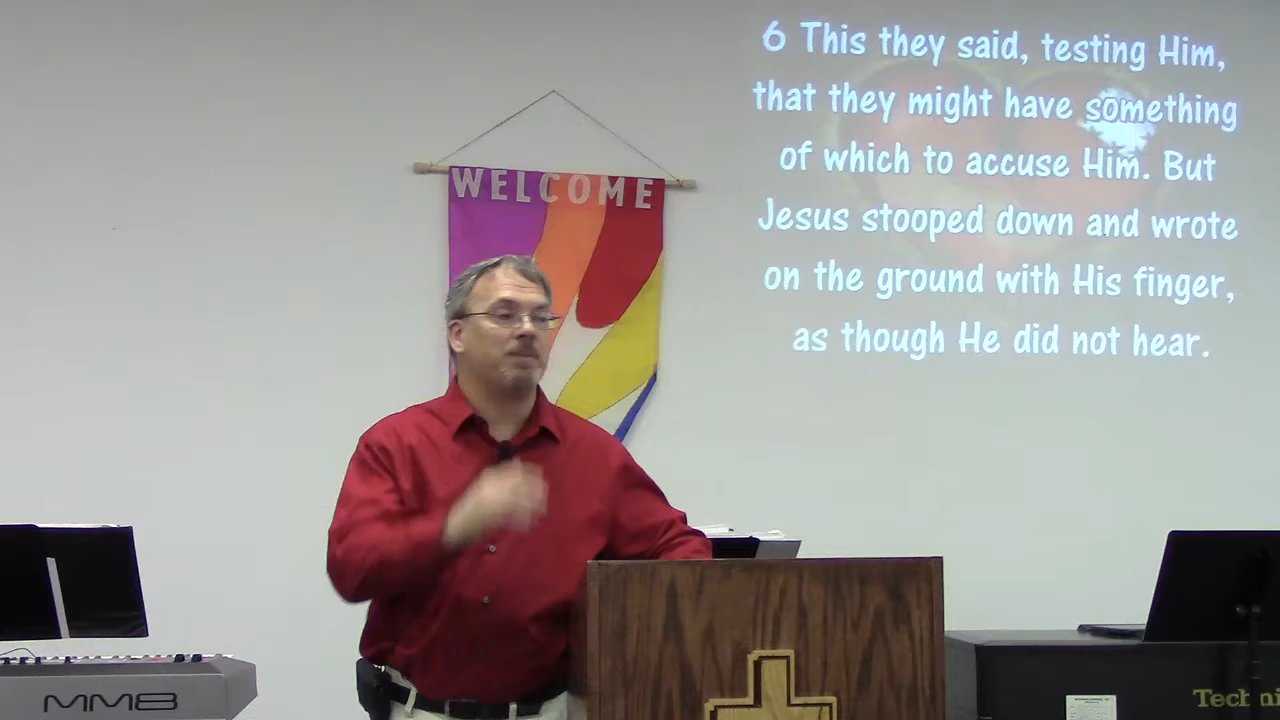 6 This they said, testing Him,
that they might have something
of which to accuse Him. But
Jesus stooped down and wrote
on the ground with His finger,
as though He did not hear.
WELCOME
MM8
Techni